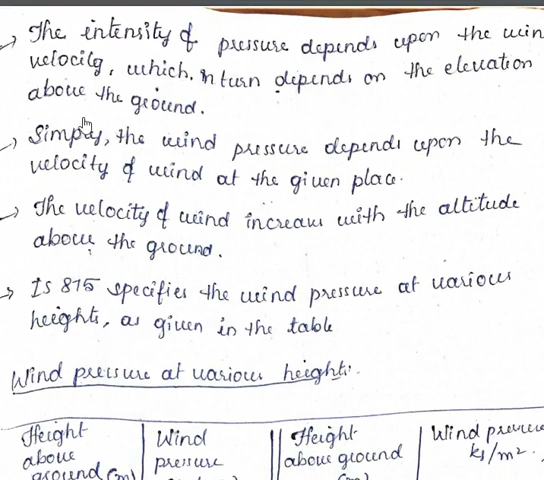 → The intensity of pressure depends upon the win
velocity, which. in turn depends on the elevation
above the ground.
→ Simply, the wind pressure depends upon the
velocity of wind at the given place.
→ The velocity of wind increases with the altitude
above the ground.
→ Is 875 specifies the wind pressure at various
heights, as given in the table
Wind pressure at various heights.
Height
above
ground (m)
Wind
pressure
Height
above ground
(m)
Wind pressure
KN/m².